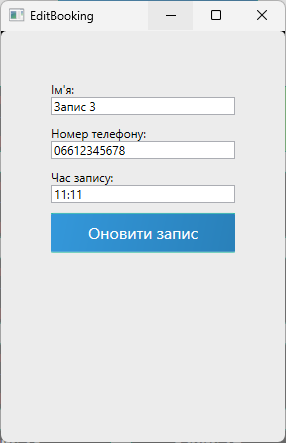 EditBooking
Ім'я:
Запис 3
Номер телефону:
06612345678
Час запису:
11:11
Оновити запис